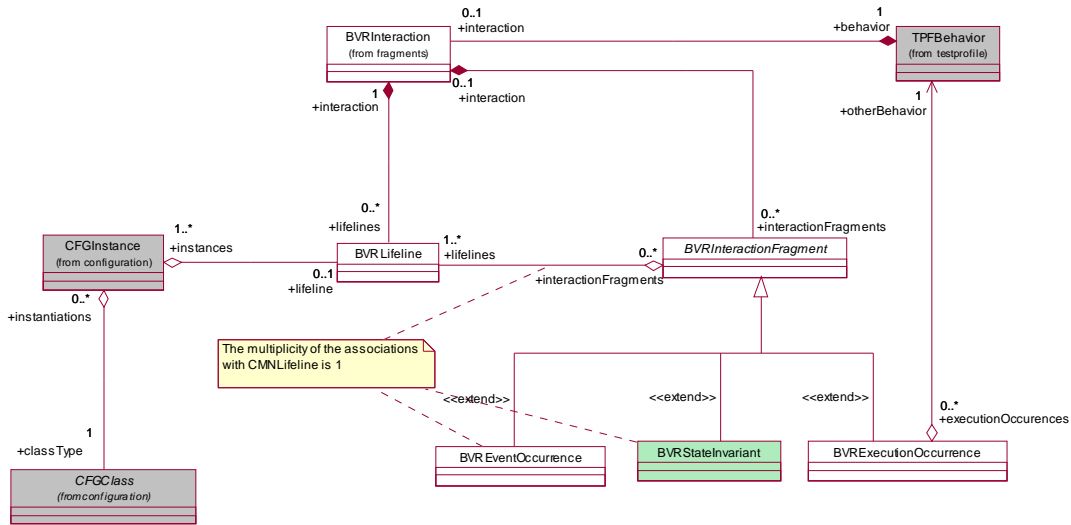 0..1
+interaction
1
+behavior
BVRInteraction
(from fragments)
TPFBehavior
(from testprofile)
1
+interaction
0..1
+interaction
1
+otherBehavior
0..*
+lifelines
0..*
+interactionFragments
CFGInstance
(from configuration)
1..*
+instances
0..1
+lifeline
BVRLifeline
1..*
+lifelines
0..*
+interactionFragments
BVRInteractionFragment
0..*
+instantiations
The multiplicity of the associations
with CMNLifeline is 1
<<extend>>
<<extend>>
<<extend>>
0..*
+executionOccurences
1
+classType
BVREventOccurrence
BVRStateInvariant
BVRExecutionOccurrence
CFGClass
(from configuration)